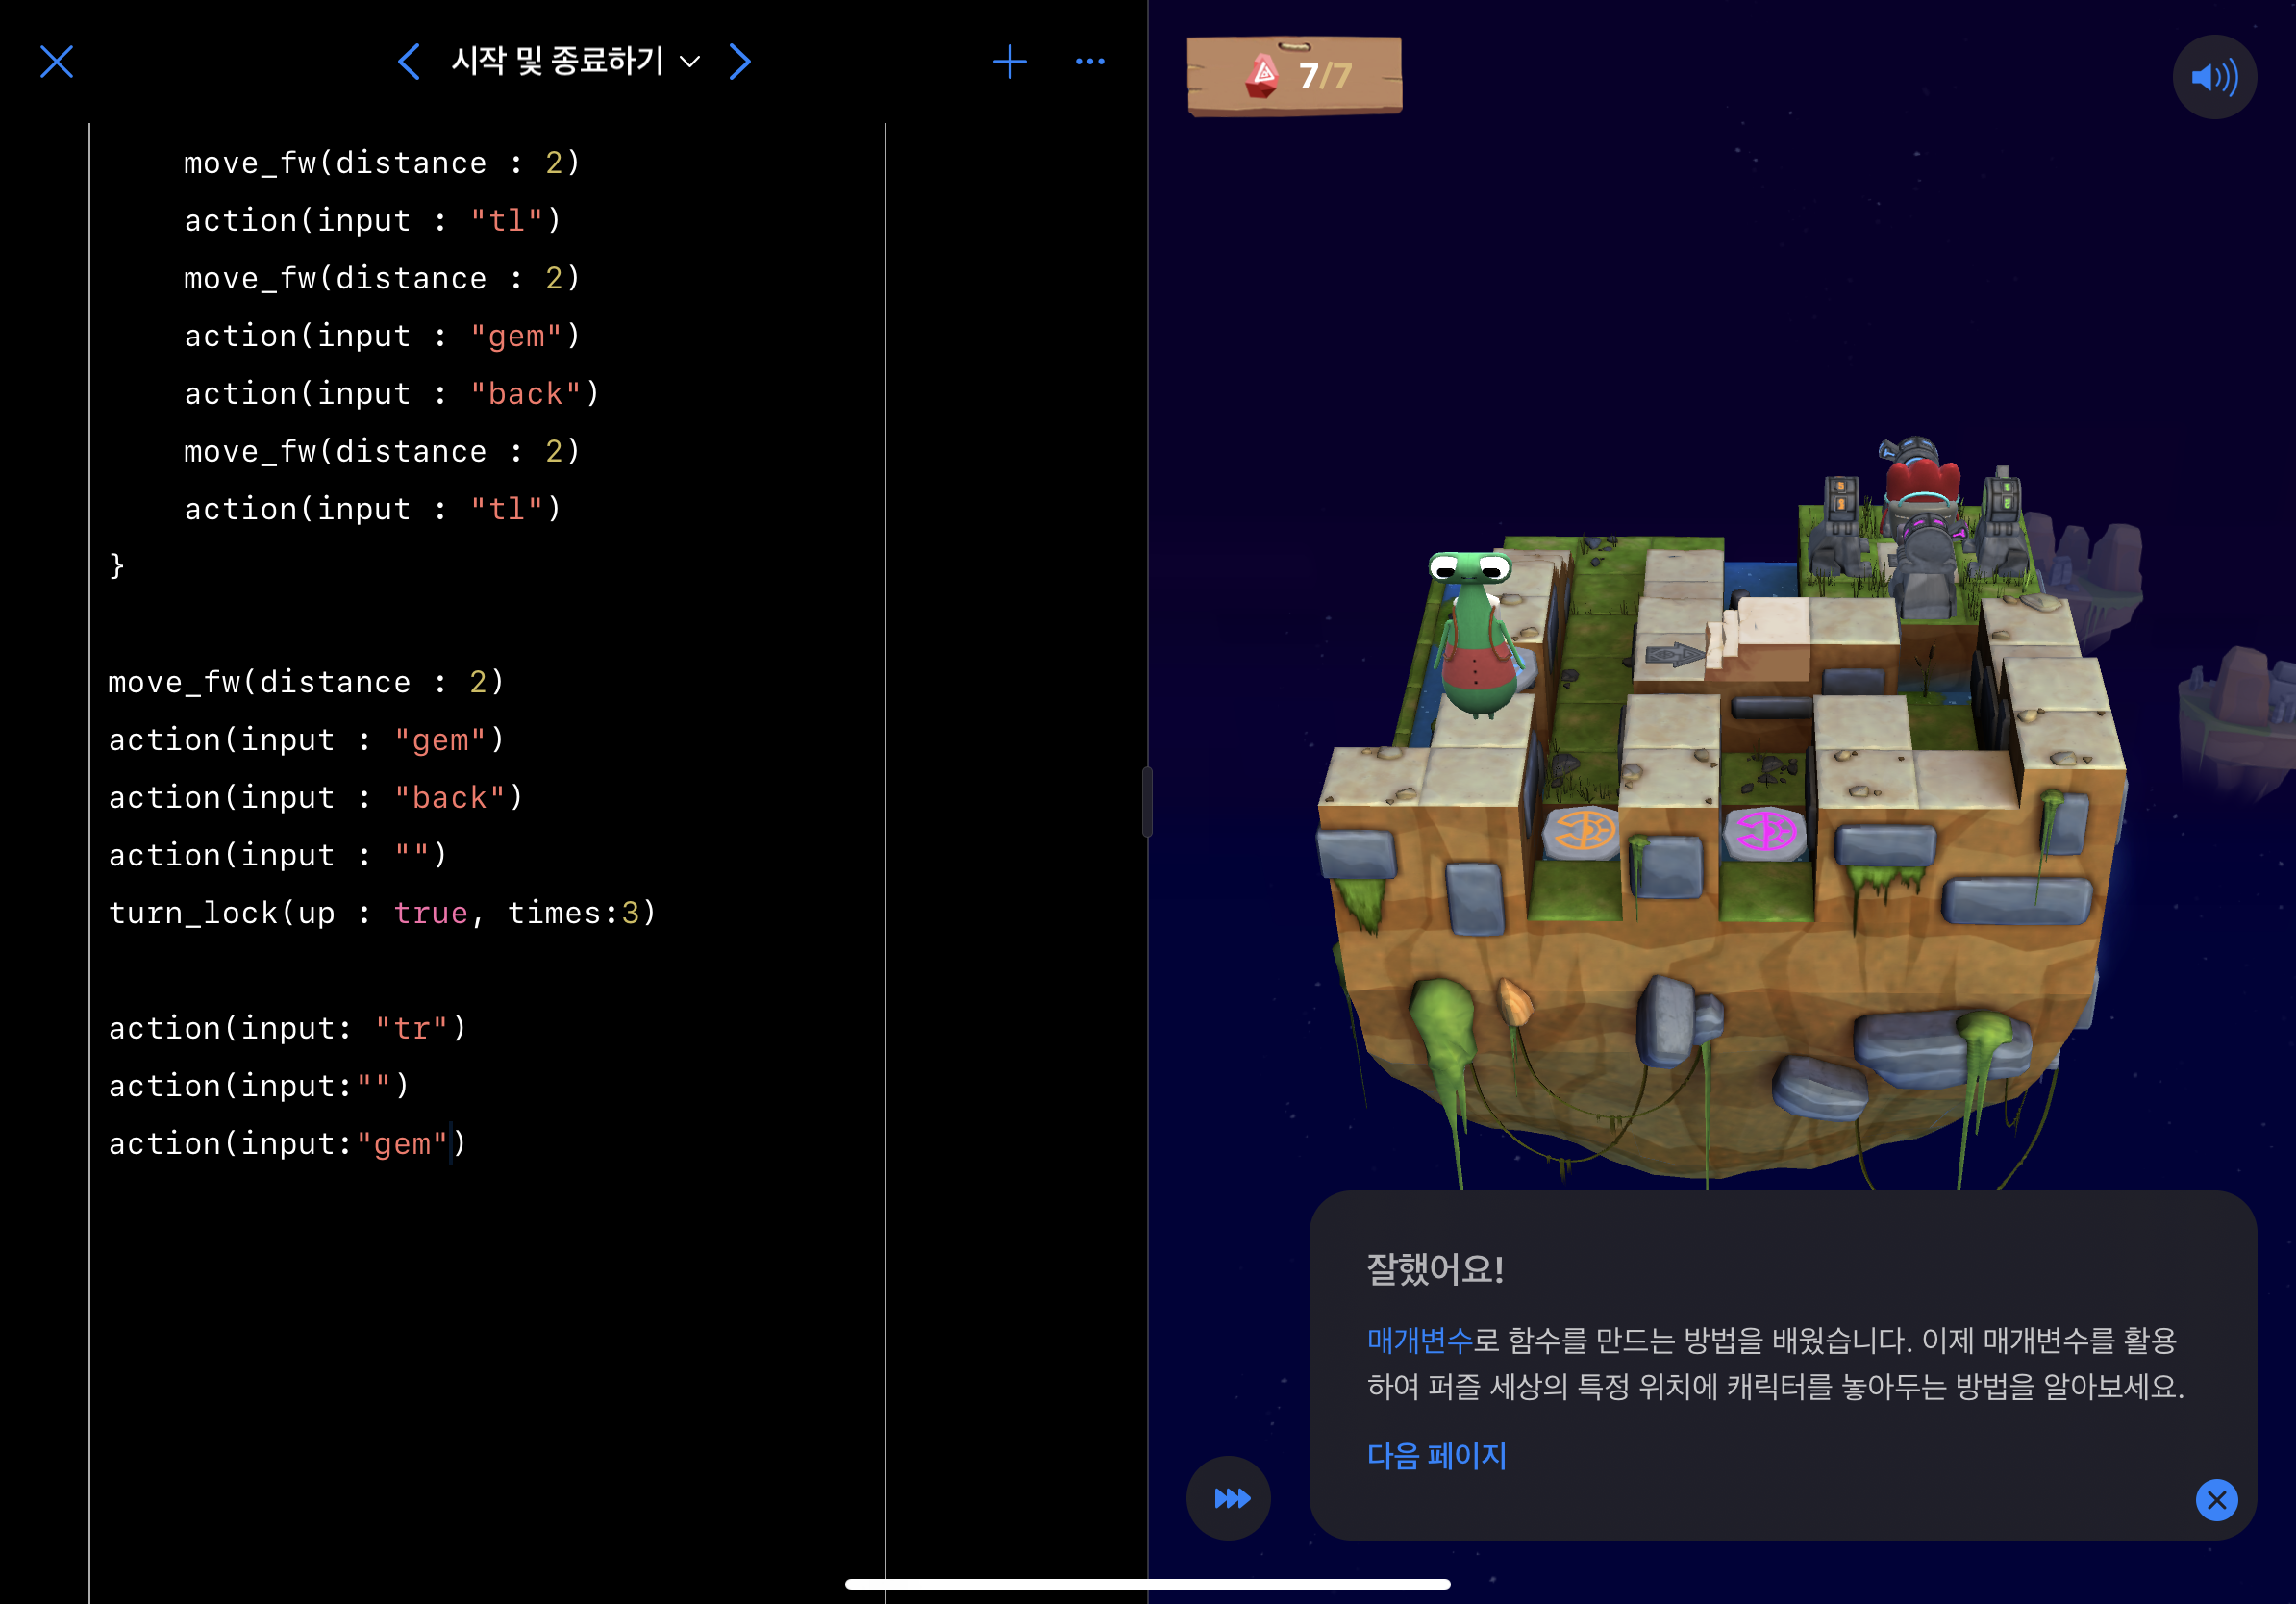 시작 및 종료하기
move_fw(distance : 2)
action(input : "tl")
move_fw(distance : 2)
action(input : "gem")
action(input : "back")
move_fw(distance : 2)
action(input : "tl")
}
move_fw(distance : 2)
action(input : "gem")
action(input : "back")
action(input : "")
turn_lock(up : true, times:3)
action(input: "tr")
action(input:"")
action(input:"gem")
7/7
잘했어요!
매개변수로 함수를 만드는 방법을 배웠습니다. 이제 매개변수를 활용
하여 퍼즐 세상의 특정 위치에 캐릭터를 놓아두는 방법을 알아보세요.
다음 페이지